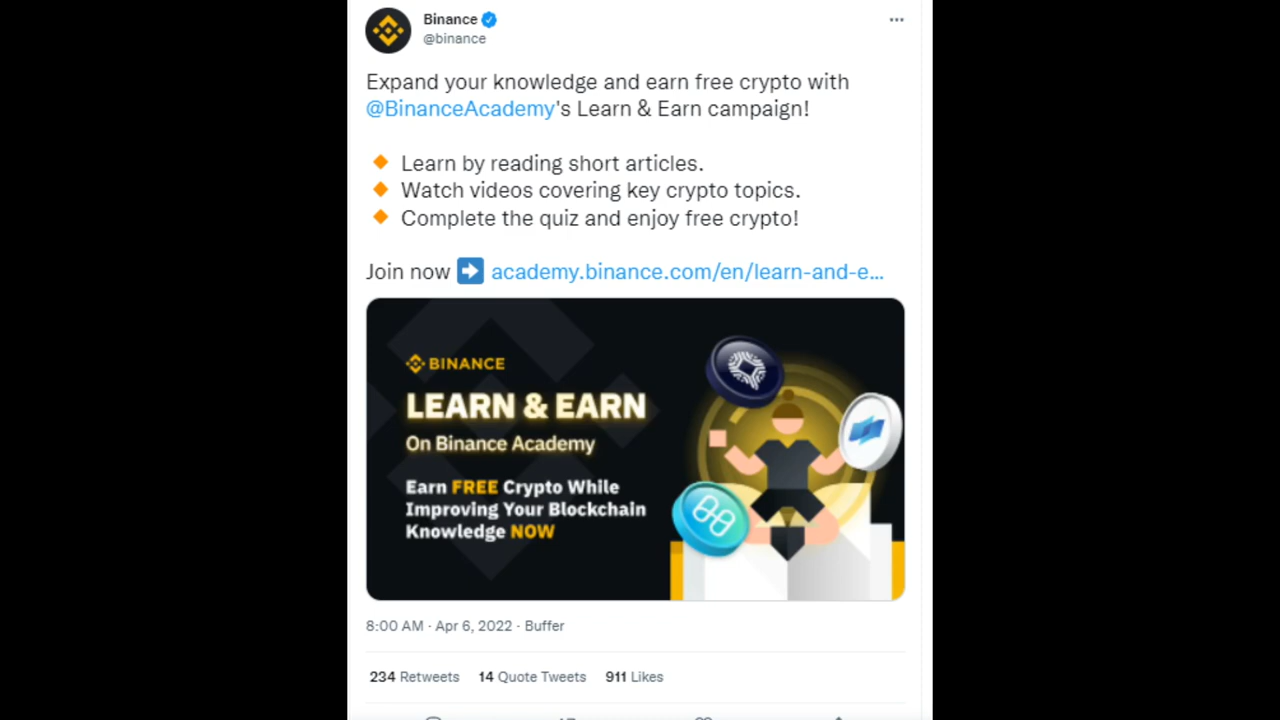 Binance
@binance
Expand your knowledge and earn free crypto with
@BinanceAcademy's Learn & Earn campaign!
🔸 Learn by reading short articles.
🔸 Watch videos covering key crypto topics.
🔸 Complete the quiz and enjoy free crypto!
Join now ➡️ academy.binance.com/en/learn-and-e...
BINANCE
LEARN & EARN
On Binance Academy
Earn FREE Crypto While
Improving Your Blockchain
Knowledge NOW
8:00 AM · Apr 6, 2022 · Buffer
234 Retweets 14 Quote Tweets 911 Likes